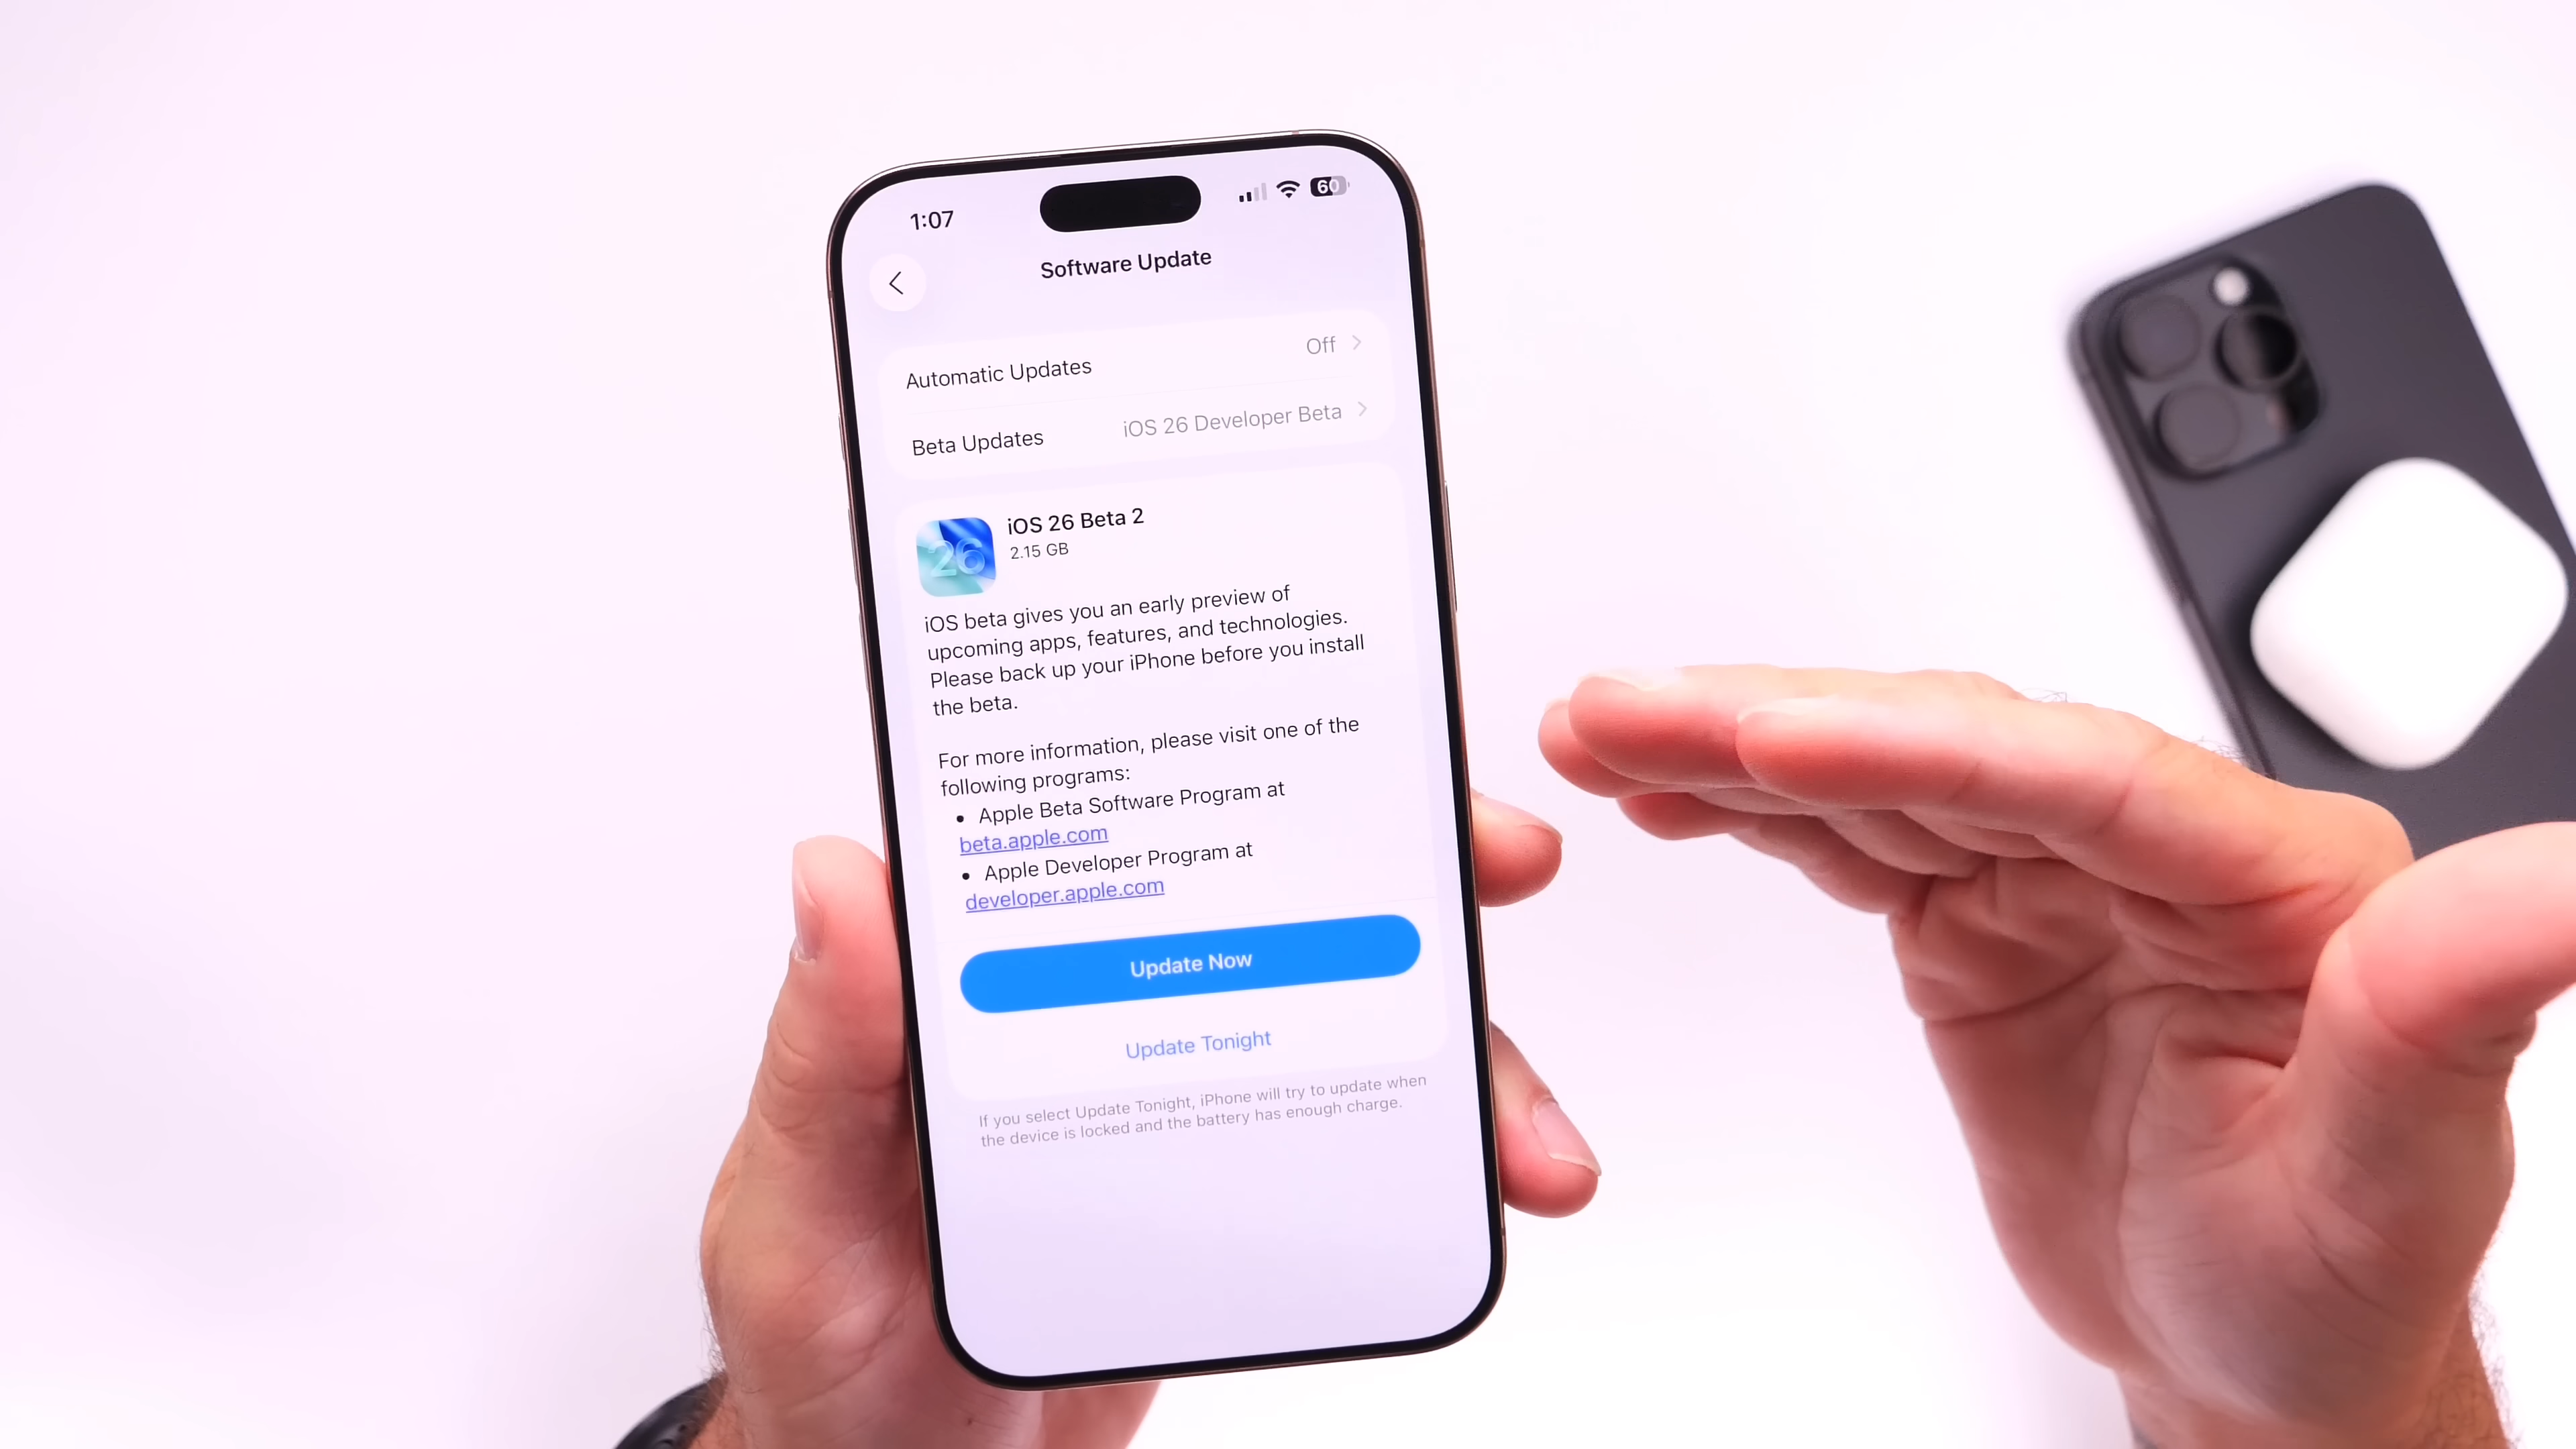 1:07
60
Software Update
Automatic Updates Off
Beta Updates iOS 26 Developer Beta
26
iOS 26 Beta 2
2.15 GB
iOS beta gives you an early preview of
upcoming apps, features, and technologies.
Please back up your iPhone before you install
the beta.
For more information, please visit one of the
following programs:
• Apple Beta Software Program at
beta.apple.com
• Apple Developer Program at
developer.apple.com
Update Now
Update Tonight
If you select Update Tonight, iPhone will try to update when
the device is locked and the battery has enough charge.